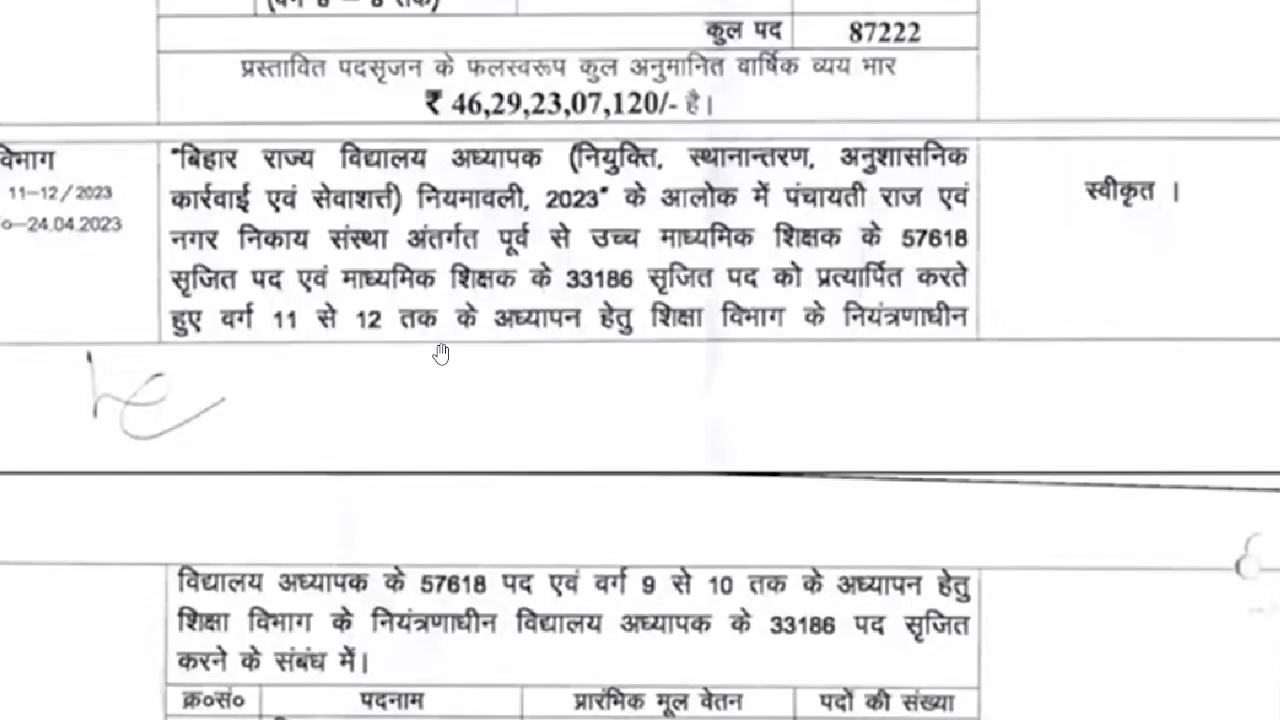 कुल पद 87222
प्रस्तावित पदसृजन के फलस्वरूप कुल अनुमानित वार्षिक व्यय भार
₹ 46,29,23,07,120/- है।
विभाग
11-12/2023
०-24.04.2023
"बिहार राज्य विद्यालय अध्यापक (नियुक्ति, स्थानान्तरण, अनुशासनिक
कार्रवाई एवं सेवाशर्त्त) नियमावली, 2023" के आलोक में पंचायती राज एवं
नगर निकाय संस्था अंतर्गत पूर्व से उच्च माध्यमिक शिक्षक के 57618
सृजित पद एवं माध्यमिक शिक्षक के 33186 सृजित पद को प्रत्यार्पित करते
हुए वर्ग 11 से 12 तक के अध्यापन हेतु शिक्षा विभाग के नियंत्रणाधीन
स्वीकृत ।
विद्यालय अध्यापक के 57618 पद एवं वर्ग 9 से 10 तक के अध्यापन हेतु
शिक्षा विभाग के नियंत्रणाधीन विद्यालय अध्यापक के 33186 पद सृजित
करने के संबंध में।
क्र०सं० पदनाम प्रारंभिक मूल वेतन पदों की संख्या